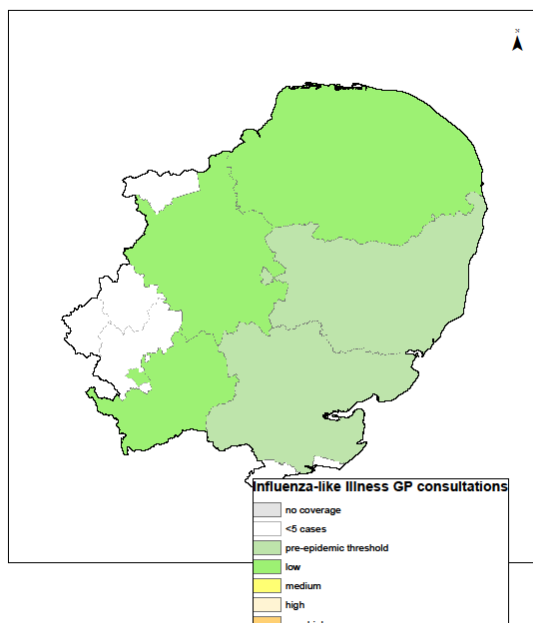 Influenza-like Illness GP consultations
no coverage
<5 cases
pre-epidemic threshold
low
medium
high